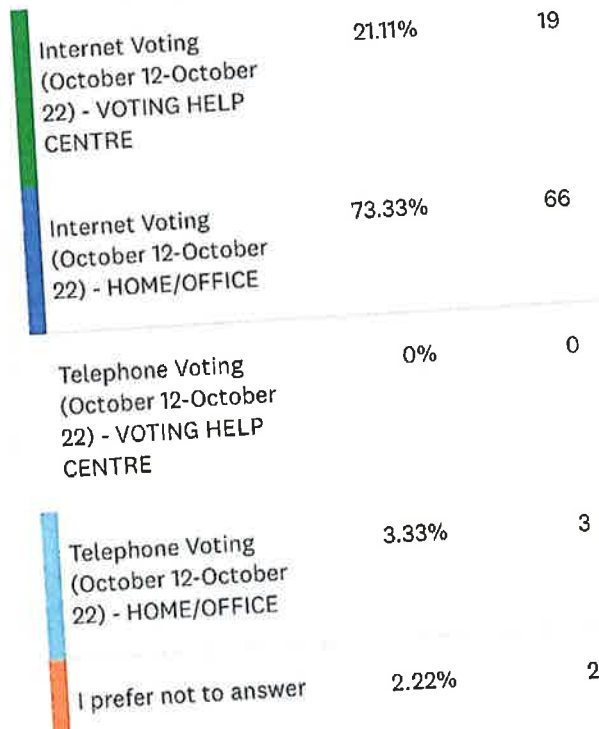 Internet Voting 21.11% 19
(October 12-October
22) - VOTING HELP
CENTRE
Internet Voting 73.33% 66
(October 12-October
22) - HOME/OFFICE
Telephone Voting 0% 0
(October 12-October
22) - VOTING HELP
CENTRE
Telephone Voting 3.33% 3
(October 12-October
22) - HOME/OFFICE
I prefer not to answer 2.22% 2